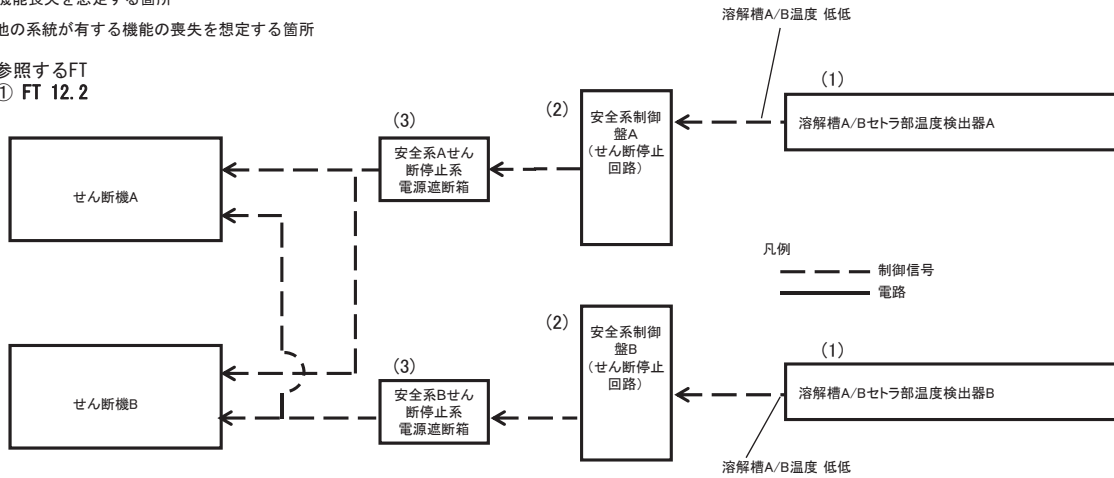 機能喪失を想定する箇所
他の系統が有する機能の喪失を想定する箇所
参照するFT
① FT 12.2
溶解槽A/B温度 低低
(1)
溶解槽A/Bセトラ部温度検出器A
(2)
安全系制御
盤A
(せん断停止
回路)
(3)
安全系Aせん
断停止系
電源遮断箱
せん断機A
凡例
制御信号
電路
(2)
安全系制御
盤B
(せん断停止
回路)
(1)
溶解槽A/Bセトラ部温度検出器B
(3)
安全系Bせん
断停止系
電源遮断箱
せん断機B
溶解槽A/B温度 低低